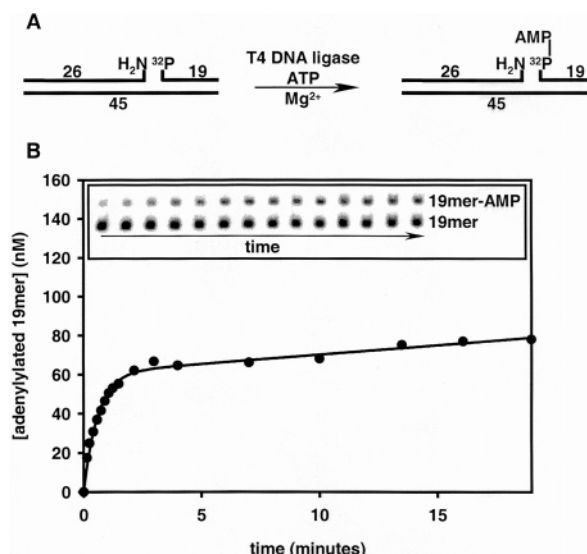 A
26 H₂N ³²P 19
45
T4 DNA ligase
ATP
Mg²⁺
AMP
26 H₂N ³²P 19
45
B
[adenylylated 19mer] (nM)
160
140
120
100
80
60
40
20
0
19mer-AMP
19mer
time
0 5 10 15
time (minutes)